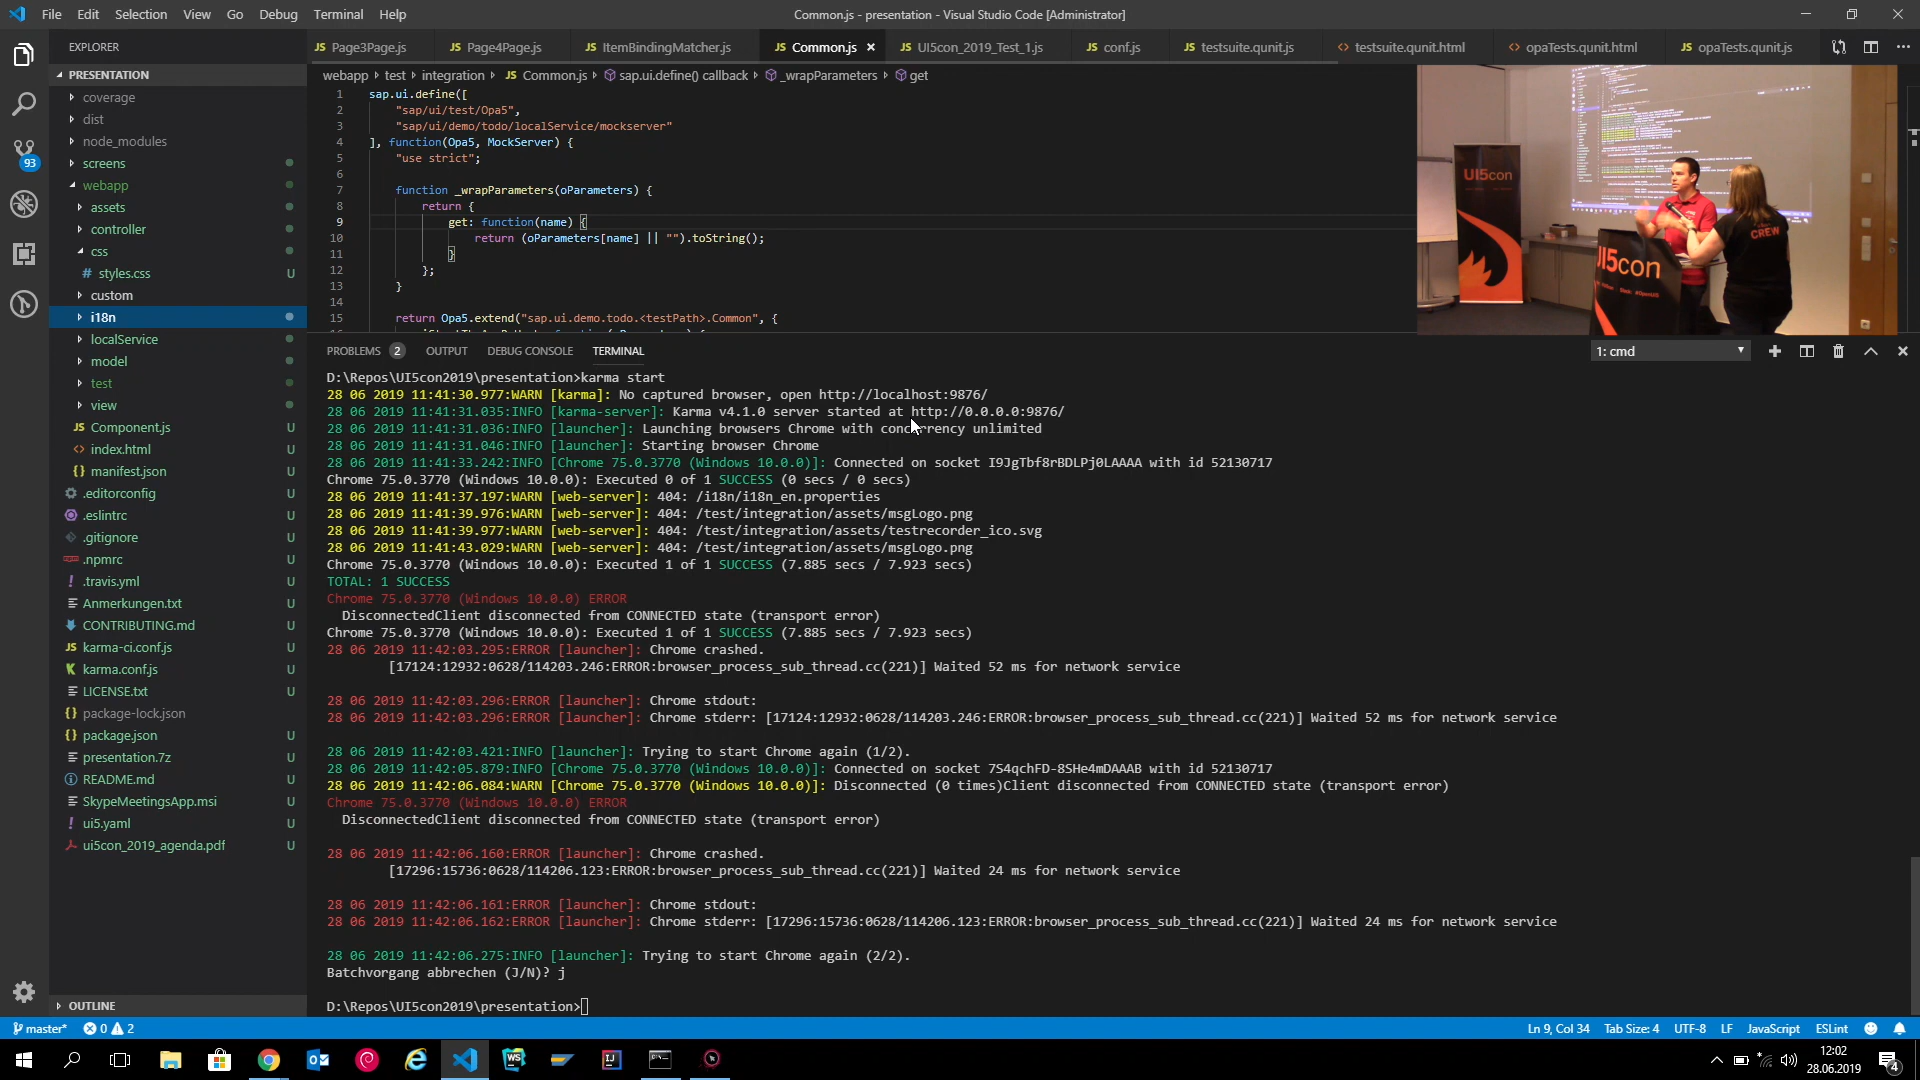 File Edit Selection View Go Debug Terminal Help
Common.js - presentation - Visual Studio Code [Administrator]
EXPLORER
JS Page3Page.js
JS Page4Page.js
JS ItemBindingMatcher.js
JS Common.js
JS UI5con_2019_Test_1.js
JS conf.js
JS testsuite.qunit.js
<> testsuite.qunit.html
<> opaTests.qunit.html
JS opaTests.qunit.js
PRESENTATION
coverage
dist
node_modules
screens
webapp
assets
controller
css
# styles.css U
custom
i18n
localService
model
test
view
JS Component.js U
<> index.html U
{} manifest.json U
.editorconfig U
.eslintrc U
.gitignore U
.npmrc U
! .travis.yml U
Anmerkungen.txt U
CONTRIBUTING.md U
JS karma-ci.conf.js U
K karma.conf.js U
LICENSE.txt U
{} package-lock.json
{} package.json U
presentation.7z U
README.md U
SkypeMeetingsApp.msi U
! ui5.yaml U
ui5con_2019_agenda.pdf U
OUTLINE
93
webapp test integration JS Common.js sap.ui.define() callback _wrapParameters get
1 sap.ui.define([
2 "sap/ui/test/Opa5",
3 "sap/ui/demo/todo/localService/mockserver"
4 ], function(Opa5, MockServer) {
5 "use strict";
6
7 function _wrapParameters(oParameters) {
8 return {
9 get: function(name) {
10 return (oParameters[name] || "").toString();
11 }
12 };
13 }
14
15 return Opa5.extend("sap.ui.demo.todo.<testPath>.Common", {
UI5con
UI5con
CREW
PROBLEMS 2 OUTPUT DEBUG CONSOLE TERMINAL
1: cmd
D:\Repos\UI5con2019\presentation>karma start
28 06 2019 11:41:30.977:WARN [karma]: No captured browser, open http://localhost:9876/
28 06 2019 11:41:31.035:INFO [karma-server]: Karma v4.1.0 server started at http://0.0.0.0:9876/
28 06 2019 11:41:31.036:INFO [launcher]: Launching browsers Chrome with concurrency unlimited
28 06 2019 11:41:31.046:INFO [launcher]: Starting browser Chrome
28 06 2019 11:41:33.242:INFO [Chrome 75.0.3770 (Windows 10.0.0)]: Connected on socket I9JgTbf8rBDLPj0LAAAA with id 52130717
Chrome 75.0.3770 (Windows 10.0.0): Executed 0 of 1 SUCCESS (0 secs / 0 secs)
28 06 2019 11:41:37.197:WARN [web-server]: 404: /i18n/i18n_en.properties
28 06 2019 11:41:39.976:WARN [web-server]: 404: /test/integration/assets/msgLogo.png
28 06 2019 11:41:39.977:WARN [web-server]: 404: /test/integration/assets/testrecorder_ico.svg
28 06 2019 11:41:43.029:WARN [web-server]: 404: /test/integration/assets/msgLogo.png
Chrome 75.0.3770 (Windows 10.0.0): Executed 1 of 1 SUCCESS (7.885 secs / 7.923 secs)
TOTAL: 1 SUCCESS
Chrome 75.0.3770 (Windows 10.0.0) ERROR
DisconnectedClient disconnected from CONNECTED state (transport error)
Chrome 75.0.3770 (Windows 10.0.0): Executed 1 of 1 SUCCESS (7.885 secs / 7.923 secs)
28 06 2019 11:42:03.295:ERROR [launcher]: Chrome crashed.
[17124:12932:0628/114203.246:ERROR:browser_process_sub_thread.cc(221)] Waited 52 ms for network service
28 06 2019 11:42:03.296:ERROR [launcher]: Chrome stdout:
28 06 2019 11:42:03.296:ERROR [launcher]: Chrome stderr: [17124:12932:0628/114203.246:ERROR:browser_process_sub_thread.cc(221)] Waited 52 ms for network service
28 06 2019 11:42:03.421:INFO [launcher]: Trying to start Chrome again (1/2).
28 06 2019 11:42:05.879:INFO [Chrome 75.0.3770 (Windows 10.0.0)]: Connected on socket 7S4qchFD-8SHe4mDAAAB with id 52130717
28 06 2019 11:42:06.084:WARN [Chrome 75.0.3770 (Windows 10.0.0)]: Disconnected (0 times)Client disconnected from CONNECTED state (transport error)
Chrome 75.0.3770 (Windows 10.0.0) ERROR
DisconnectedClient disconnected from CONNECTED state (transport error)
28 06 2019 11:42:06.160:ERROR [launcher]: Chrome crashed.
[17296:15736:0628/114206.123:ERROR:browser_process_sub_thread.cc(221)] Waited 24 ms for network service
28 06 2019 11:42:06.161:ERROR [launcher]: Chrome stdout:
28 06 2019 11:42:06.162:ERROR [launcher]: Chrome stderr: [17296:15736:0628/114206.123:ERROR:browser_process_sub_thread.cc(221)] Waited 24 ms for network service
28 06 2019 11:42:06.275:INFO [launcher]: Trying to start Chrome again (2/2).
Batchvorgang abbrechen (J/N)? j
D:\Repos\UI5con2019\presentation>
master* 0 2
Ln 9, Col 34 Tab Size: 4 UTF-8 LF JavaScript ESLint
12:02
28.06.2019
4